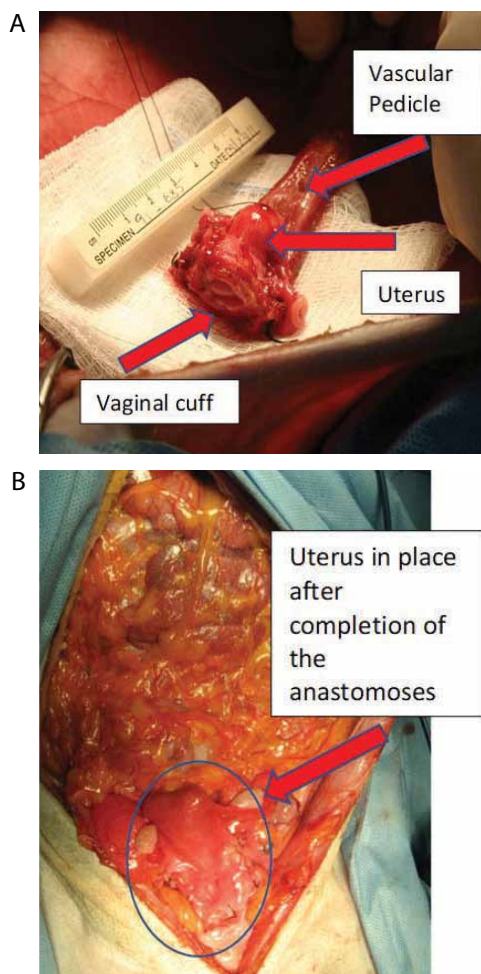 A
Vascular
Pedicle
cm
SPECIMEN
DATE
Uterus
Vaginal cuff
B
Uterus in place
after
completion of
the
anastomoses